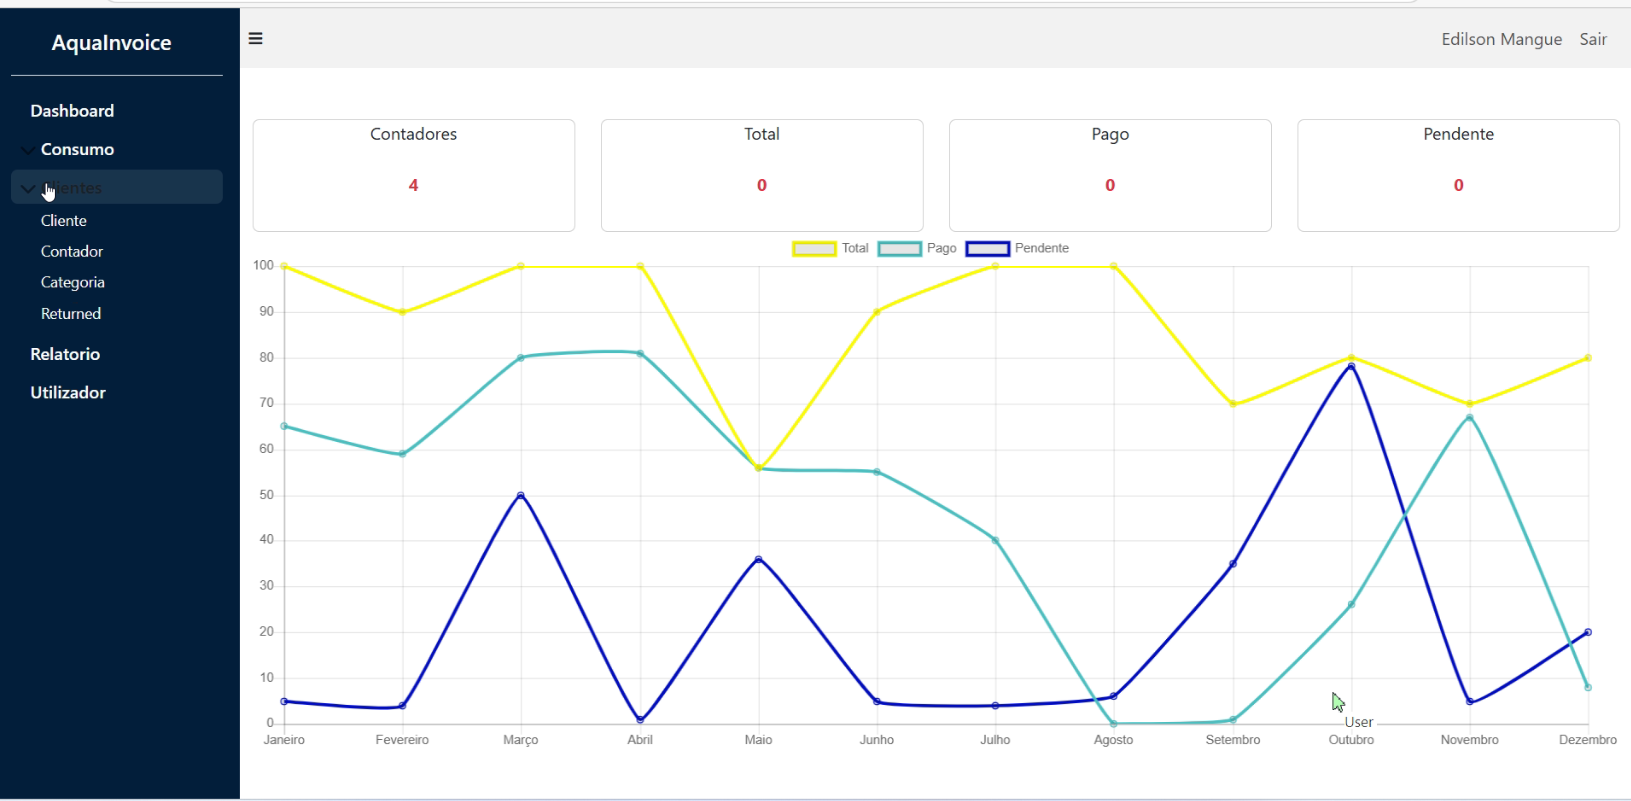 AquaInvoice
Edilson Mangue Sair
Dashboard
Consumo
Cliente
Contador
Categoria
Returned
Relatorio
Utilizador
Contadores
4
Total
0
Pago
0
Pendente
0
Total Pago Pendente
100
90
80
70
60
50
40
30
20
10
0
Janeiro Fevereiro Março Abril Maio Junho Julho Agosto Setembro Outubro Novembro Dezembro
User